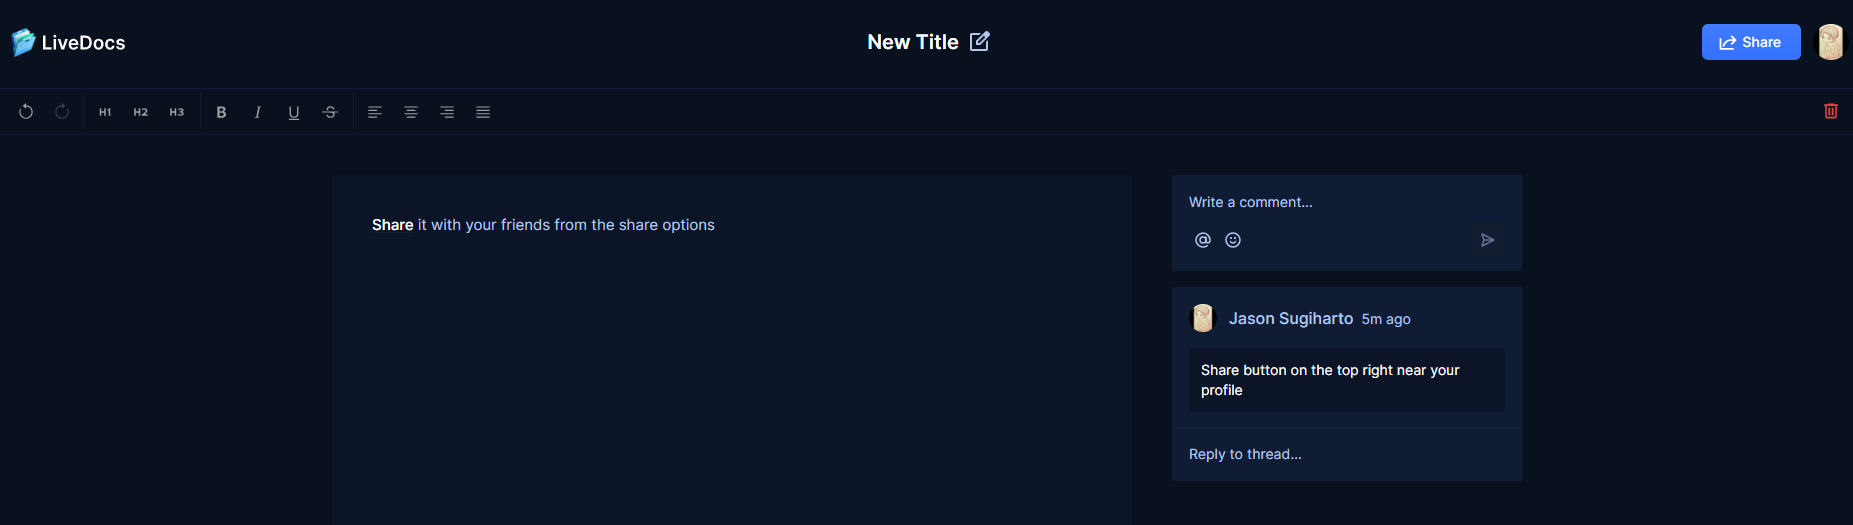 LiveDocs
New Title
Share
H1 H2 H3 B I U S
Share it with your friends from the share options
Write a comment...
Jason Sugiharto 5m ago
Share button on the top right near your
profile
Reply to thread...